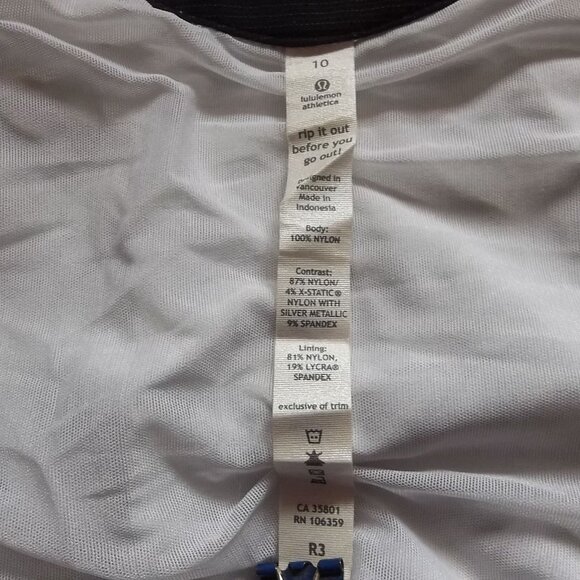 10
lululemon
athletica
rip it out
before you
go out!
in
Vancouver
Made in
Indonesia
Body:
100% NYLON
Contrast:
87% NYLON/
4% X-STATIC®
NYLON WITH
SILVER METALLIC
9% SPANDEX
Lining:
81% NYLON,
19% LYCRA®
SPANDEX
exclusive of trim
CA 35801
RN 106359
R3